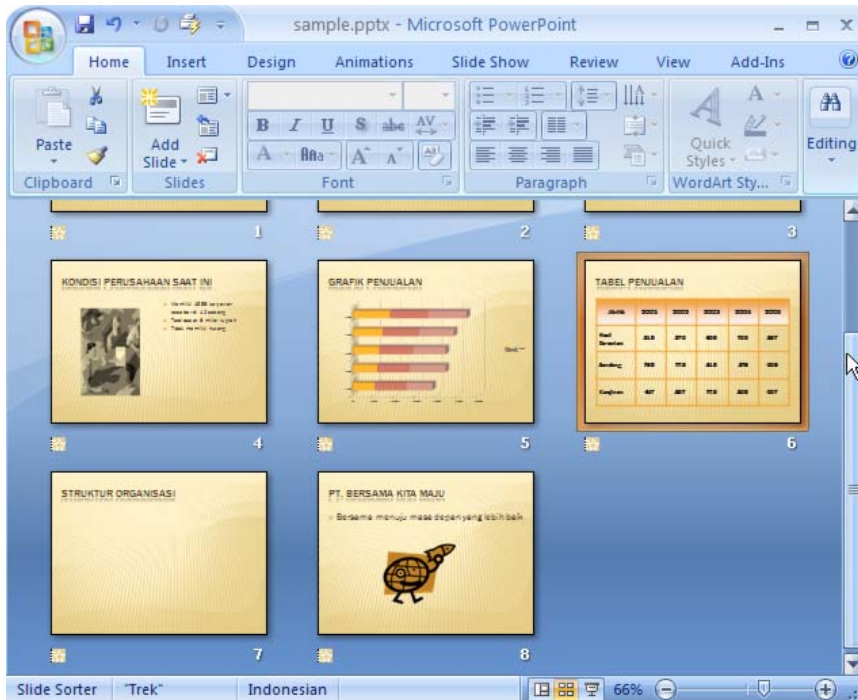 sample.pptx - Microsoft PowerPoint
Home Insert Design Animations Slide Show Review View Add-Ins
Paste
Add Slide
Quick Styles
Editing
Clipboard Slides Font Paragraph WordArt Sty...
1 2 3
KONDISI PERUSAHAAN SAAT INI
GRAFIK PENJUALAN
TABEL PENJUALAN
4 5 6
STRUKTUR ORGANISASI
PT. BERSAMA KITA MAJU
Bersama menuju masa depan yang lebih baik
7 8
Slide Sorter "Trek" Indonesian 66%